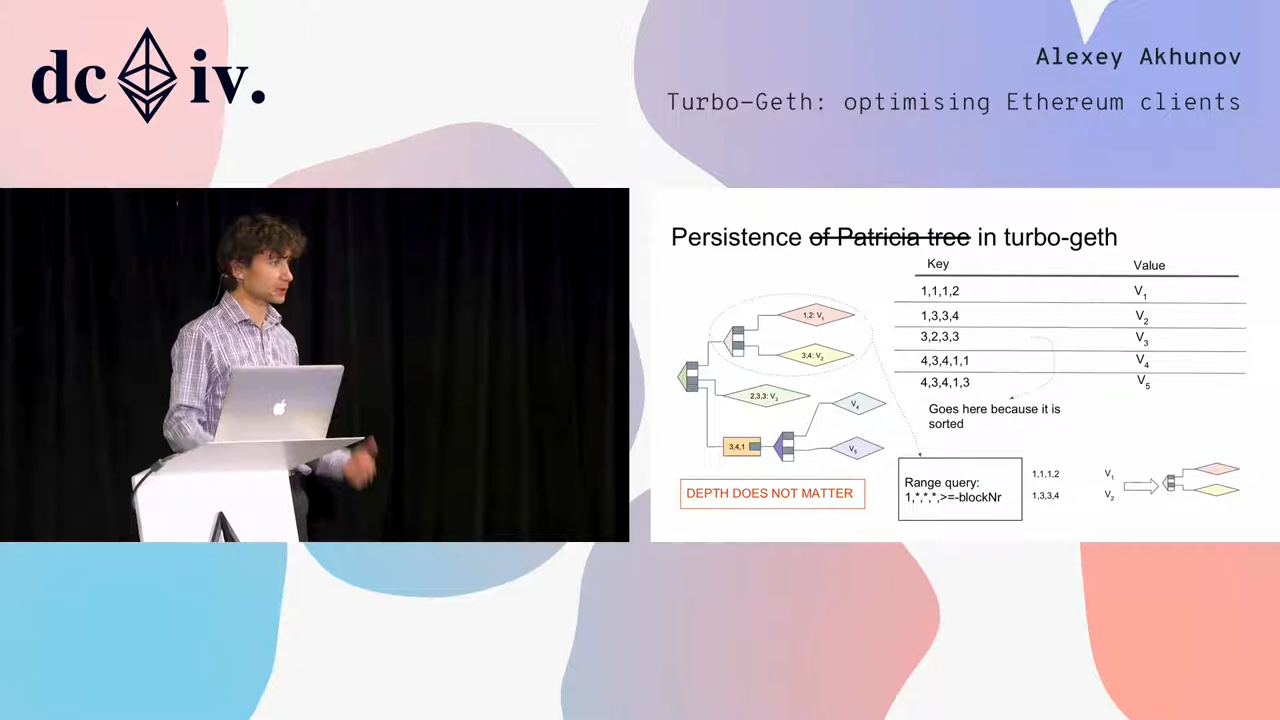 dc iv.
Alexey Akhunov
Turbo-Geth: optimising Ethereum clients
Persistence of Patricia tree in turbo-geth
Key Value
1,1,1,2 V1
1,3,3,4 V2
3,2,3,3 V3
4,3,4,1,1 V4
4,3,4,1,3 V5
1,2: V1
3,4: V2
2,3,3: V3
V4
3,4,1
V5
Goes here because it is
sorted
DEPTH DOES NOT MATTER
Range query:
1,*,*,*,>=-blockNr
1,1,1,2 V1
1,3,3,4 V2